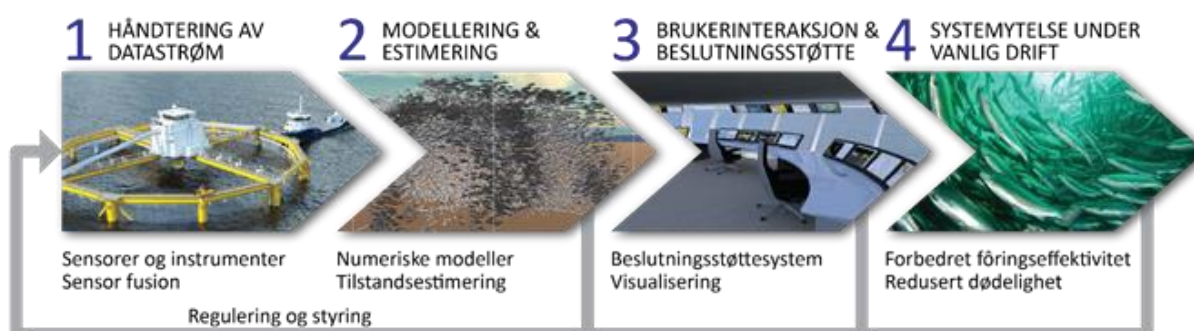 1 HÅNDTERING AV
DATASTRØM
2 MODELLERING &
ESTIMERING
3 BRUKERINTERAKSJON &
BESLUTNINGSSTØTTE
4 SYSTEMYTELSE UNDER
VANLIG DRIFT
Sensorer og instrumenter
Sensor fusion
Numeriske modeller
Tilstandsestimering
Beslutningsstøttesystem
Visualisering
Forbedret fôringseffektivitet
Redusert dødelighet
Regulering og styring